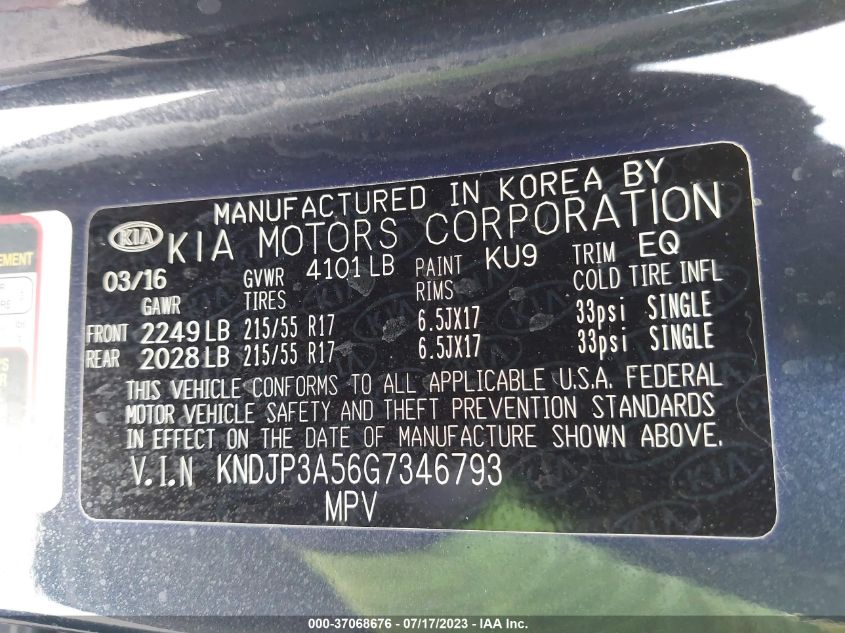 MANUFACTURED IN KOREA BY
KIA KIA MOTORS CORPORATION
03/16 GVWR 4101 LB PAINT KU9 TRIM EQ
GAWR TIRES RIMS COLD TIRE INFL
FRONT 2249 LB 215/55 R17 6.5JX17 33psi SINGLE
REAR 2028 LB 215/55 R17 6.5JX17 33psi SINGLE
THIS VEHICLE CONFORMS TO ALL APPLICABLE U.S.A. FEDERAL
MOTOR VEHICLE SAFETY AND THEFT PREVENTION STANDARDS
IN EFFECT ON THE DATE OF MANUFACTURE SHOWN ABOVE.
V.I.N KNDJP3A56G7346793
MPV
000-37068676 / 07/17/2023 - IAA Inc.